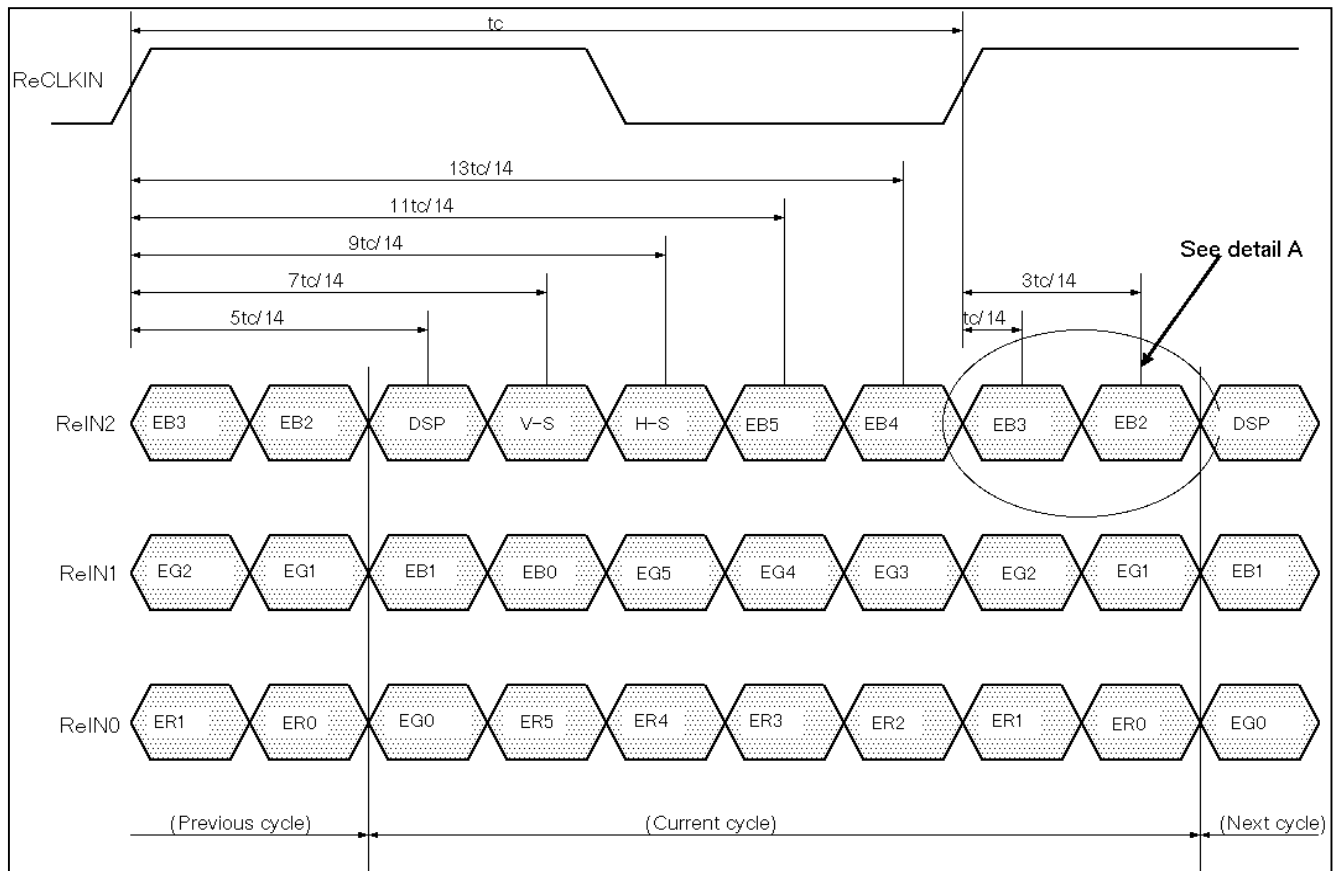 tc
ReCLKIN
13tc/14
11tc/14
9tc/14
See detail A
7tc/14
3tc/14
5tc/14
tc/14
ReIN2 EB3 EB2 DSP V-S H-S EB5 EB4 EB3 EB2 DSP
ReIN1 EG2 EG1 EB1 EB0 EG5 EG4 EG3 EG2 EG1 EB1
ReIN0 ER1 ER0 EG0 ER5 ER4 ER3 ER2 ER1 ER0 EG0
(Previous cycle) (Current cycle) (Next cycle)